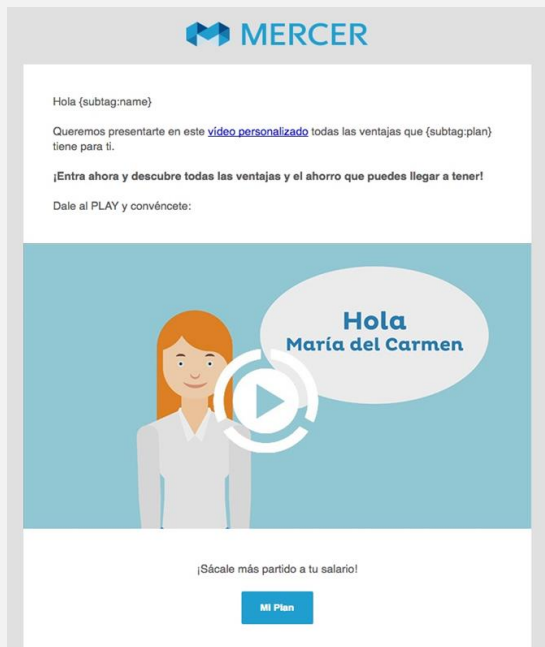 MERCER
Hola {subtag:name}
Queremos presentarte en este vídeo personalizado todas las ventajas que {subtag:plan}
tiene para ti.
¡Entra ahora y descubre todas las ventajas y el ahorro que puedes llegar a tener!
Dale al PLAY y convéncete:
Hola
María del Carmen
¡Sácale más partido a tu salario!
Mi Plan